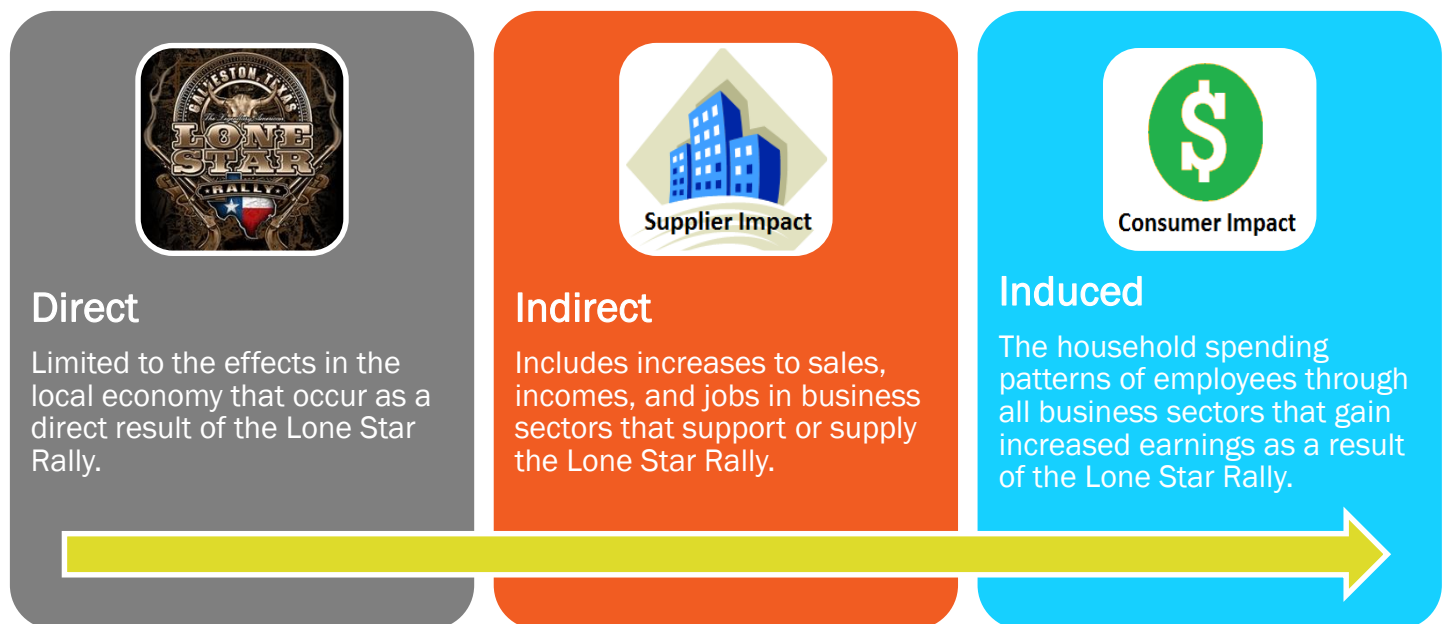 GALVESTON, TEXAS
The Legendary American
LONE
STAR
RALLY
Direct
Limited to the effects in the
local economy that occur as a
direct result of the Lone Star
Rally.
Supplier Impact
Indirect
Includes increases to sales,
incomes, and jobs in business
sectors that support or supply
the Lone Star Rally.
$
Consumer Impact
Induced
The household spending
patterns of employees through
all business sectors that gain
increased earnings as a result
of the Lone Star Rally.